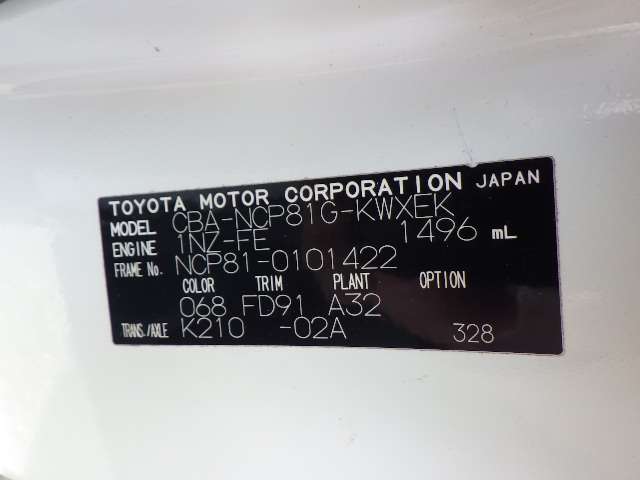 TOYOTA MOTOR CORPORATION JAPAN
MODEL CBA-NCP81G-KWXEK
ENGINE 1NZ-FE 1496 mL
FRAME No. NCP81-0101422
COLOR TRIM PLANT OPTION
068 FD91 A32
TRANS./AXLE K210 -02A 328